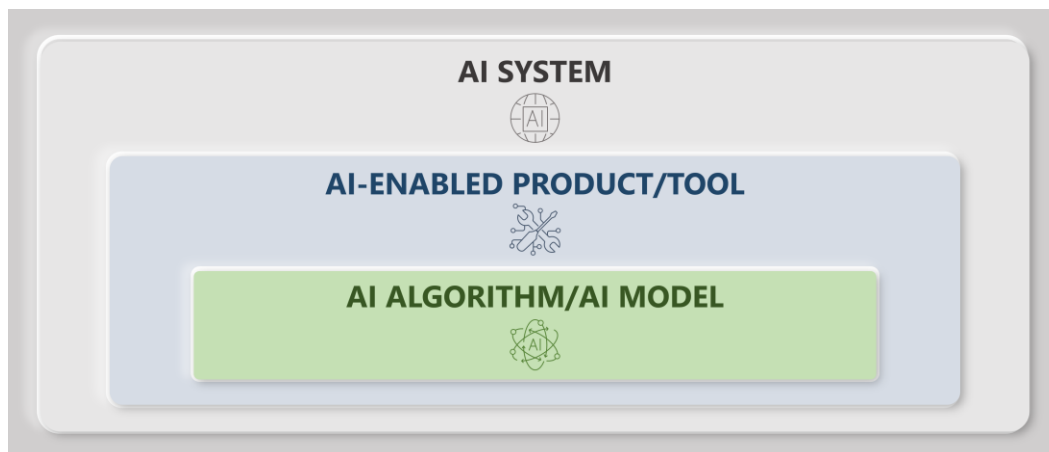 AI SYSTEM
AI
AI-ENABLED PRODUCT/TOOL
AI ALGORITHM/AI MODEL
AI